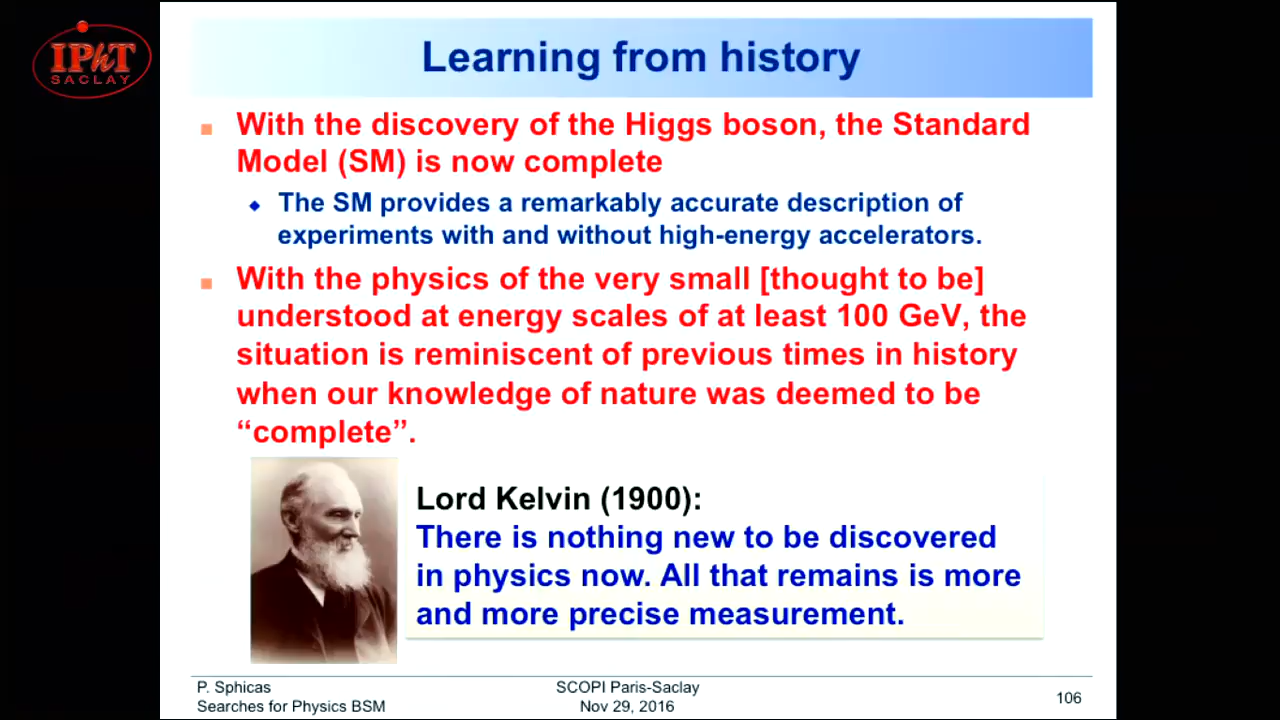 IPhT
SACLAY
Learning from history
With the discovery of the Higgs boson, the Standard
Model (SM) is now complete
The SM provides a remarkably accurate description of
experiments with and without high-energy accelerators.
With the physics of the very small [thought to be]
understood at energy scales of at least 100 GeV, the
situation is reminiscent of previous times in history
when our knowledge of nature was deemed to be
“complete”.
Lord Kelvin (1900):
There is nothing new to be discovered
in physics now. All that remains is more
and more precise measurement.
P. Sphicas
Searches for Physics BSM
SCOPI Paris-Saclay
Nov 29, 2016
106